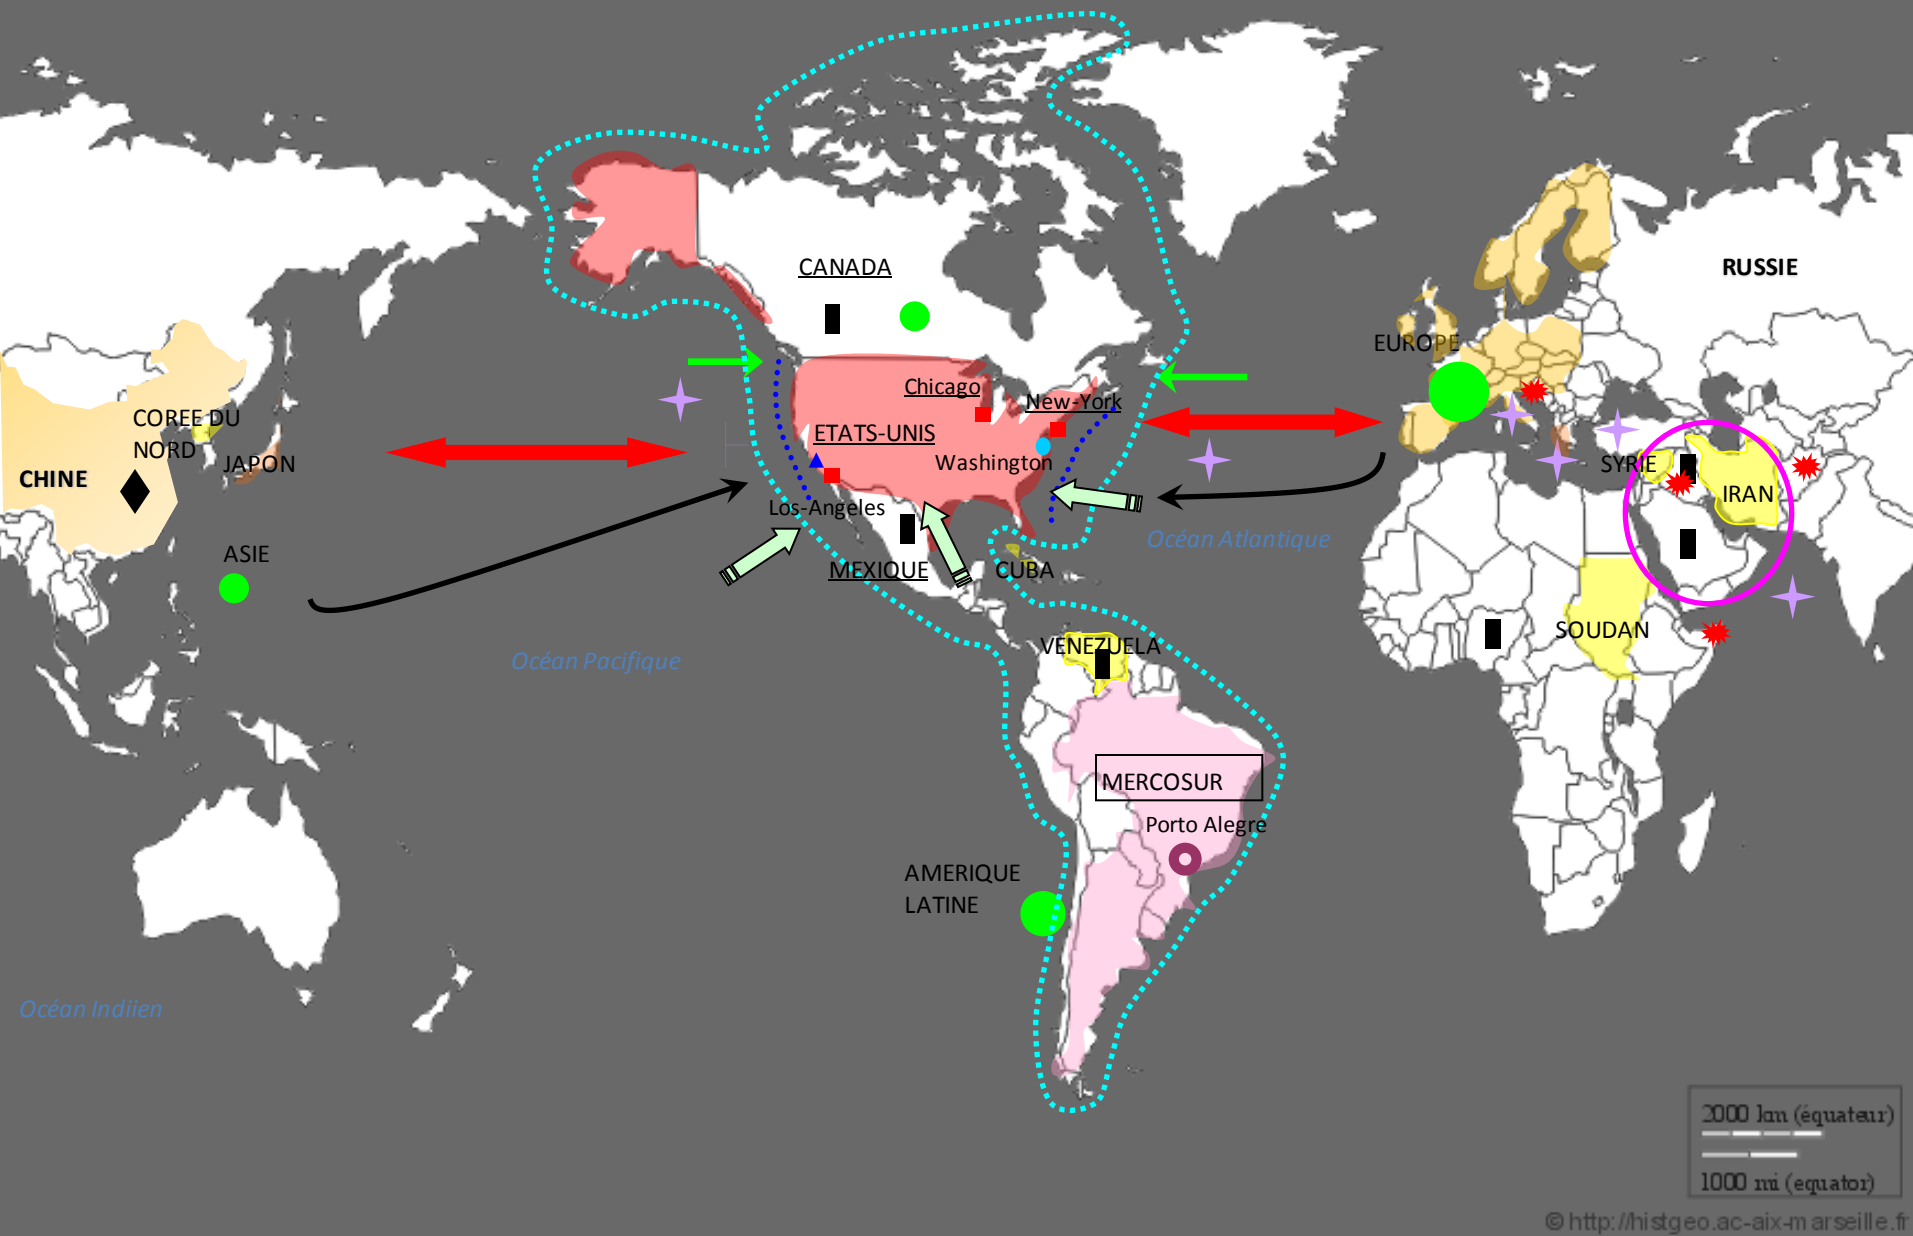 CANADA
RUSSIE
EUROPE
Chicago
New-York
COREE DU
NORD
ETATS-UNIS
JAPON
Washington
SYRIE
CHINE
IRAN
Los-Angeles
Océan Atlantique
ASIE
MEXIQUE
CUBA
SOUDAN
VENEZUELA
Océan Pacifique
MERCOSUR
Porto Alegre
AMERIQUE
LATINE
Océan Indiien
2000 km (équateur)
1000 mi (equator)
© http://histgeo.ac-aix-marseille.fr